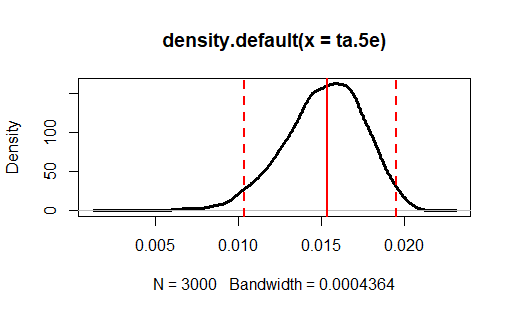 density.default(x = ta.5e)
Density
0 50 100
0.005 0.010 0.015 0.020
N = 3000 Bandwidth = 0.0004364